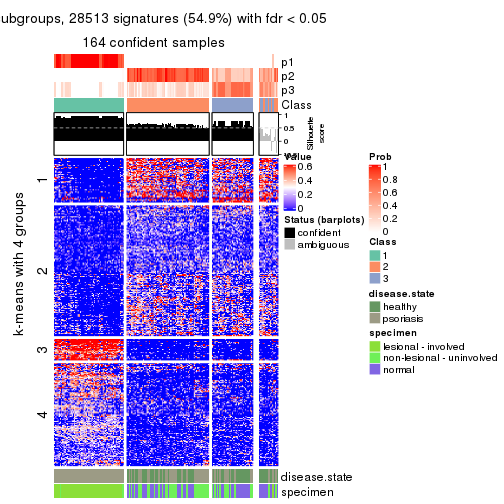 ubgroups, 28513 signatures (54.9%) with fdr < 0.05
164 confident samples
p1
p2
p3
Class
1
0.5
0
Silhouette
score
k-means with 4 groups
1
2
3
4
Value
0.6
0.4
0.2
0
Status (barplots)
confident
ambiguous
Prob
1
0.8
0.6
0.4
0.2
0
Class
1
2
3
disease.state
healthy
psoriasis
specimen
lesional - involved
non-lesional - uninvolved
normal
disease.state
specimen